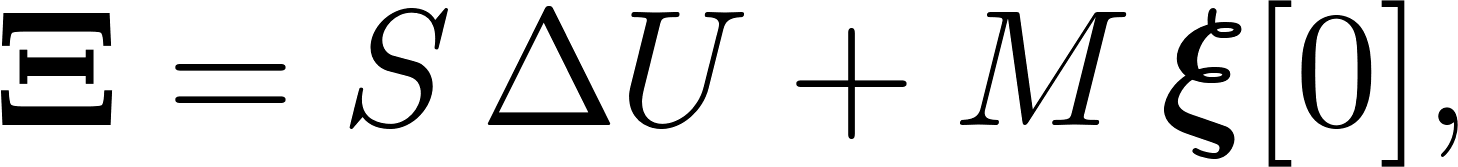 Ξ = S ΔU + M ξ[0],